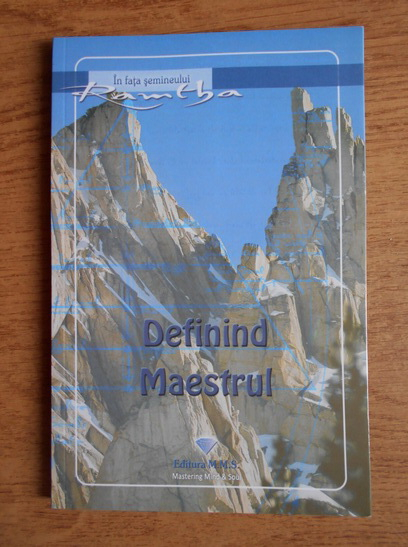 În fața șemineului
Ramtha
Definind
Maestrul
Editura M.M.S.
Mastering Mind & Soul